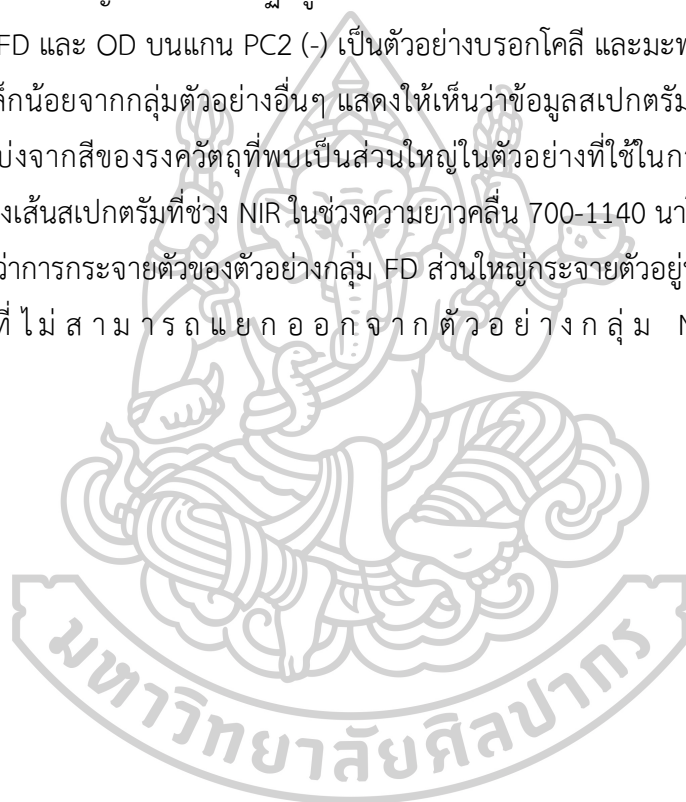 FD และ OD บนแกน PC2 (-) เป็นตัวอย่างบรอกโคลี และมะ
ล็กน้อยจากกลุ่มตัวอย่างอื่นๆ แสดงให้เห็นว่าข้อมูลสเปกตรัม
บ่งจากสีของรงควัตถุที่พบเป็นส่วนใหญ่ในตัวอย่างที่ใช้ใน
งเส้นสเปกตรัมที่ช่วง NIR ในช่วงความยาวคลื่น 700-1140 นา
ว่าการกระจายตัวของตัวอย่างกลุ่ม FD ส่วนใหญ่กระจายตัวอยู่
ที่ ไม่ ส า ม า ร ถ แ ย ก อ อ ก จ า ก ตั ว อ ย่ า ง ก ลุ่ ม N
มหาวิทยาลัยศิลปากร